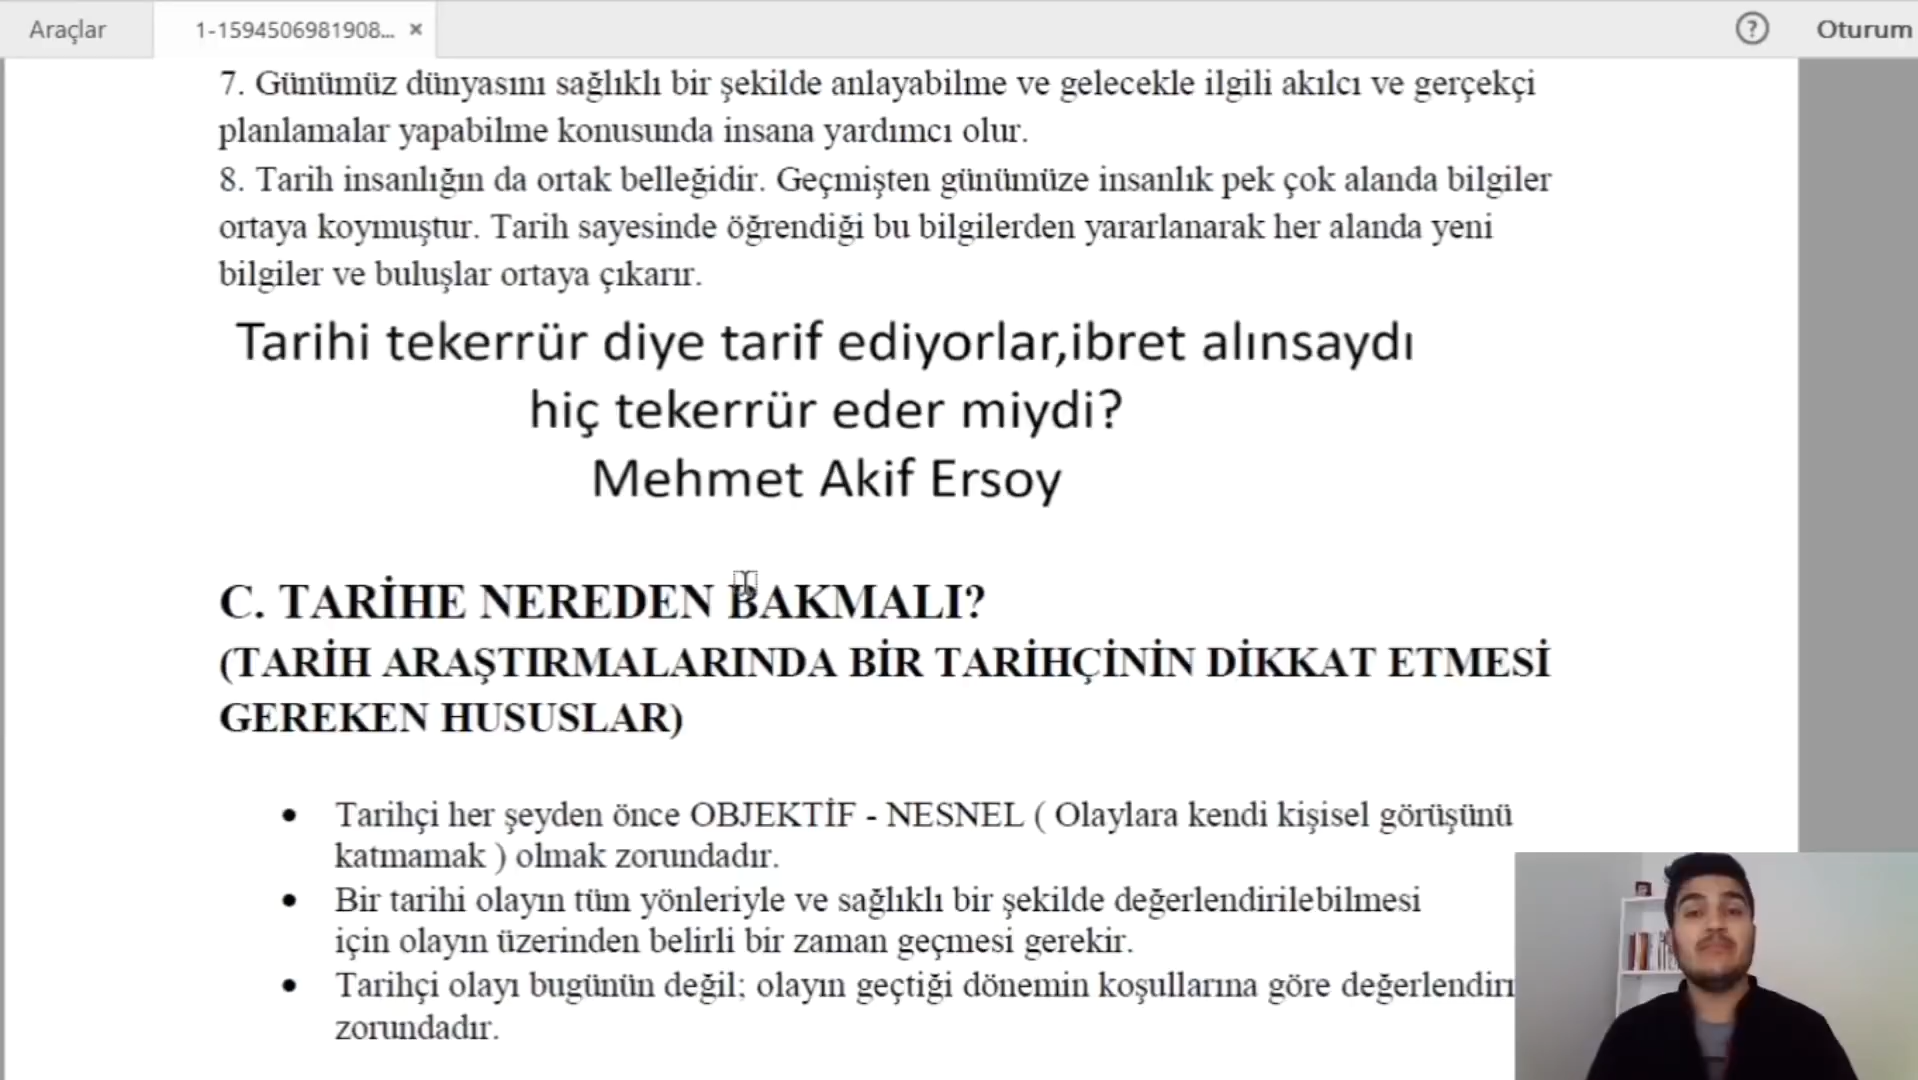 Araçlar
1-1594506981908... ×
? Oturum
7. Günümüz dünyasını sağlıklı bir şekilde anlayabilme ve gelecekle ilgili akılcı ve gerçekçi
planlamalar yapabilme konusunda insana yardımcı olur.
8. Tarih insanlığın da ortak belleğidir. Geçmişten günümüze insanlık pek çok alanda bilgiler
ortaya koymuştur. Tarih sayesinde öğrendiği bu bilgilerden yararlanarak her alanda yeni
bilgiler ve buluşlar ortaya çıkarır.
Tarihi tekerrür diye tarif ediyorlar,ibret alınsaydı
hiç tekerrür eder miydi?
Mehmet Akif Ersoy
C. TARİHE NEREDEN BAKMALI?
(TARİH ARAŞTIRMALARINDA BİR TARİHÇİNİN DİKKAT ETMESİ
GEREKEN HUSUSLAR)
• Tarihçi her şeyden önce OBJEKTİF - NESNEL ( Olaylara kendi kişisel görüşünü
katmamak ) olmak zorundadır.
• Bir tarihi olayın tüm yönleriyle ve sağlıklı bir şekilde değerlendirilebilmesi
için olayın üzerinden belirli bir zaman geçmesi gerekir.
• Tarihçi olayı bugünün değil; olayın geçtiği dönemin koşullarına göre
zorundadır.